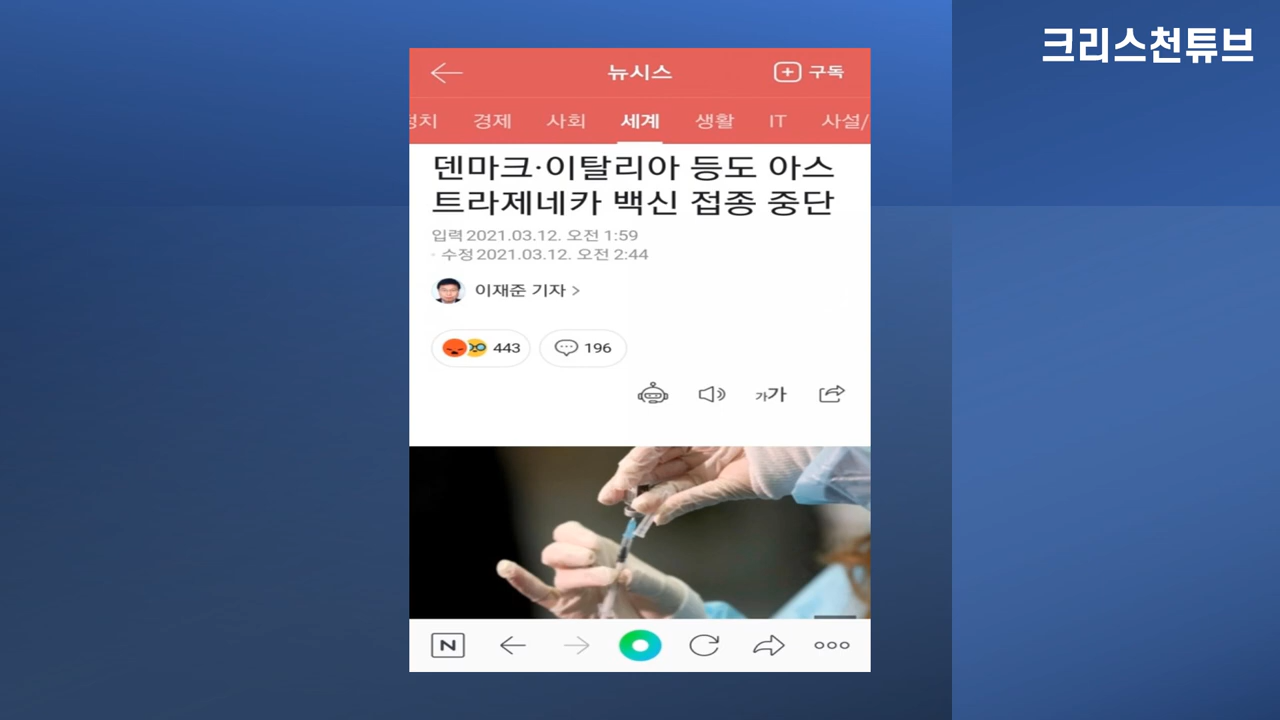 크리스천튜브
뉴시스
구독
경제 사회 세계 생활 IT 사설/
덴마크·이탈리아 등도 아스
트라제네카 백신 접종 중단
입력 2021.03.12. 오전 1:59
· 수정 2021.03.12. 오전 2:44
이재준 기자 >
443 196
가가
N